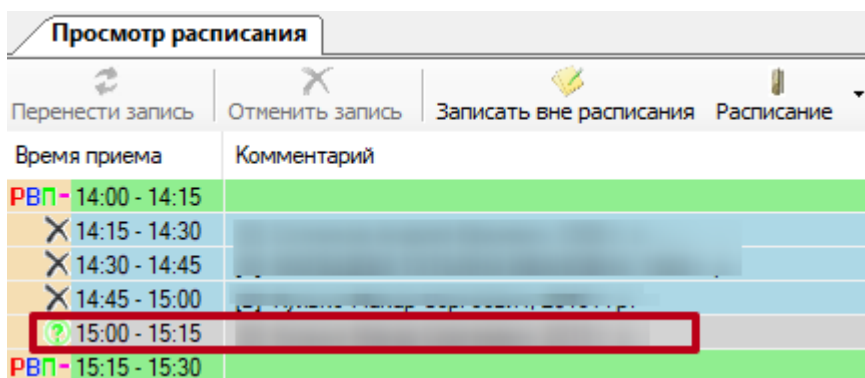 Просмотр расписания
Перенести запись Отменить запись Записать вне расписания Расписание
Время приема Комментарий
РВП- 14:00 - 14:15
14:15 - 14:30
14:30 - 14:45
14:45 - 15:00
? 15:00 - 15:15
РВП- 15:15 - 15:30